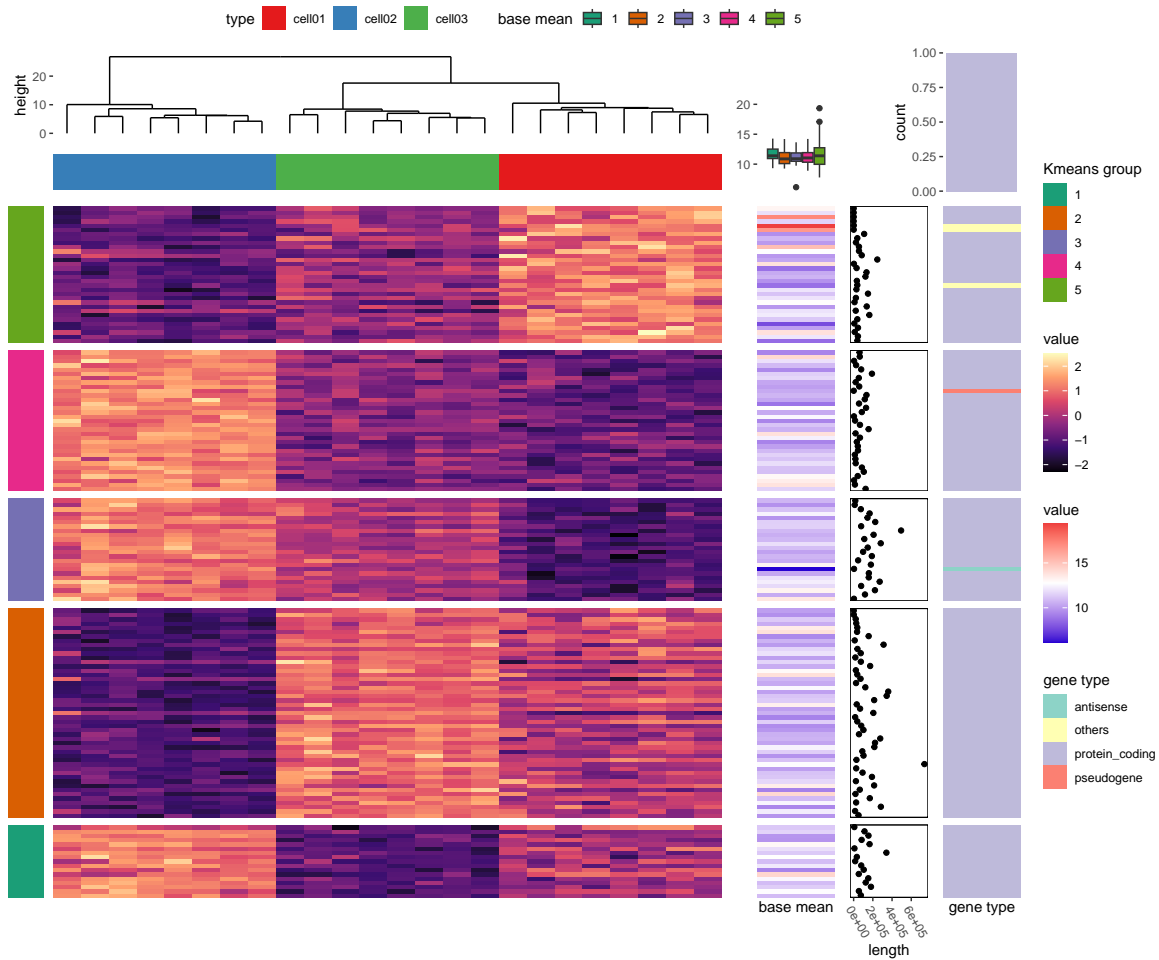 type cell01 cell02 cell03 base mean 1 2 3 4 5
height
20
10
0
20
15
10
count
1.00
0.75
0.50
0.25
0.00
Kmeans group
1
2
3
4
5
value
2
1
0
−1
−2
value
15
10
gene type
antisense
others
protein_coding
pseudogene
base mean
0e+00
2e+05
4e+05
6e+05
length
gene type